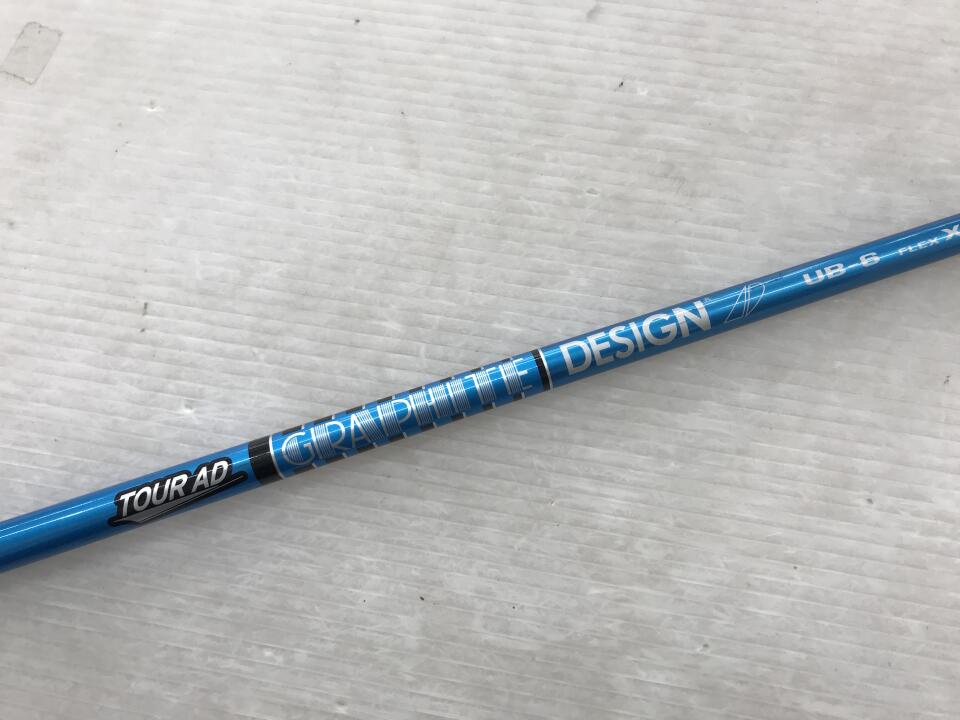 TOUR AD
GRAPHITE DESIGN AD UB-6 FLEX X